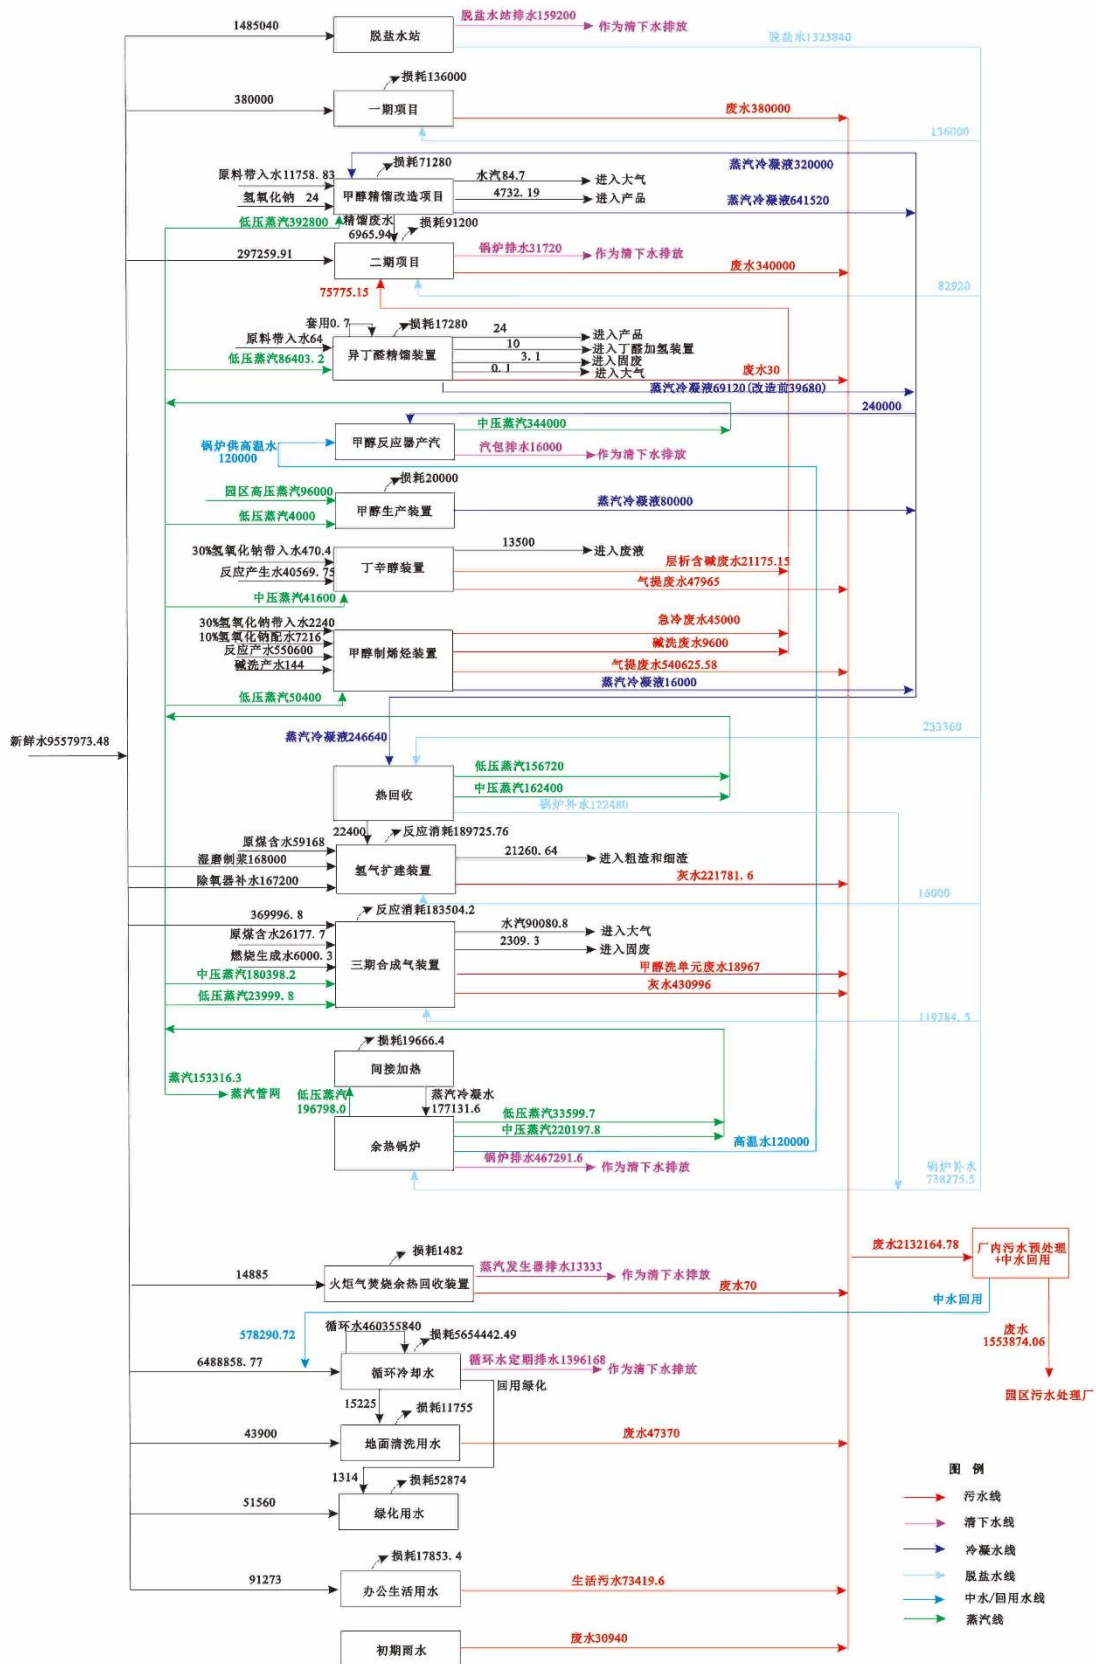 1485040
脱盐水站
脱盐水站排水159200
作为清下水排放
脱盐水1325840
380000
损耗136000
一期项目
废水380000
136000
原料带入水11758.83
氢氧化钠 24
低压蒸汽392800
损耗71280
甲醇精馏改造项目
水汽84.7
进入大气
4732.19
进入产品
蒸汽冷凝液320000
蒸汽冷凝液641520
精馏废水
6965.94
损耗91200
297259.91
二期项目
锅炉排水31720
作为清下水排放
废水340000
75775.15
82920
套用0.7
损耗17280
原料带入水64
低压蒸汽86403.2
异丁醛精馏装置
24
进入产品
10
进入丁醛加氢装置
3.1
进入固废
0.1
进入大气
废水30
蒸汽冷凝液69120(改造前39680)
中压蒸汽344000
240000
锅炉供高温水
120000
甲醇反应器产汽
汽包排水16000
作为清下水排放
损耗20000
园区高压蒸汽96000
低压蒸汽4000
甲醇生产装置
蒸汽冷凝液80000
30%氢氧化钠带入水470.4
反应产生水40569.75
中压蒸汽41600
丁辛醇装置
13500
进入废液
层析含碱废水21175.15
气提废水47965
30%氢氧化钠带入水2240
10%氢氧化钠配水7216
反应产水550600
碱洗产水144
低压蒸汽50400
甲醇制烯烃装置
急冷废水45000
碱洗废水9600
气提废水540625.58
蒸汽冷凝液16000
新鲜水9557973.48
蒸汽冷凝液246640
233360
热回收
低压蒸汽156720
中压蒸汽162400
锅炉补水122480
22400
反应消耗189725.76
原煤含水59168
湿磨制浆168000
除氧器补水167200
氢气扩建装置
21260.64
进入粗渣和细渣
灰水221781.6
16000
反应消耗183504.2
369996.8
原煤含水26177.7
燃烧生成水6000.3
中压蒸汽180398.2
低压蒸汽23999.8
三期合成气装置
水汽90080.8
进入大气
2309.3
进入固废
甲醇洗单元废水18967
灰水430996
119284.5
损耗19666.4
间接加热
蒸汽153316.3
蒸汽管网
低压蒸汽
196798.0
蒸汽冷凝水
177131.6
余热锅炉
低压蒸汽33599.7
中压蒸汽220197.8
高温水120000
锅炉排水467291.6
作为清下水排放
锅炉补水
738275.5
损耗1482
14885
火炬气焚烧余热回收装置
蒸汽发生器排水13333
作为清下水排放
废水70
废水2132164.78
厂内污水预处理
+中水回用
中水回用
废水
1553874.06
园区污水处理厂
578290.72
循环水460355840
损耗5654442.49
6488858.77
循环冷却水
循环水定期排水1396168
作为清下水排放
回用绿化
15225
损耗11755
43900
地面清洗用水
废水47370
1314
损耗52874
51560
绿化用水
损耗17853.4
91273
办公生活用水
生活污水73419.6
初期雨水
废水30940
图 例
污水线
清下水线
冷凝水线
脱盐水线
中水/回用水线
蒸汽线